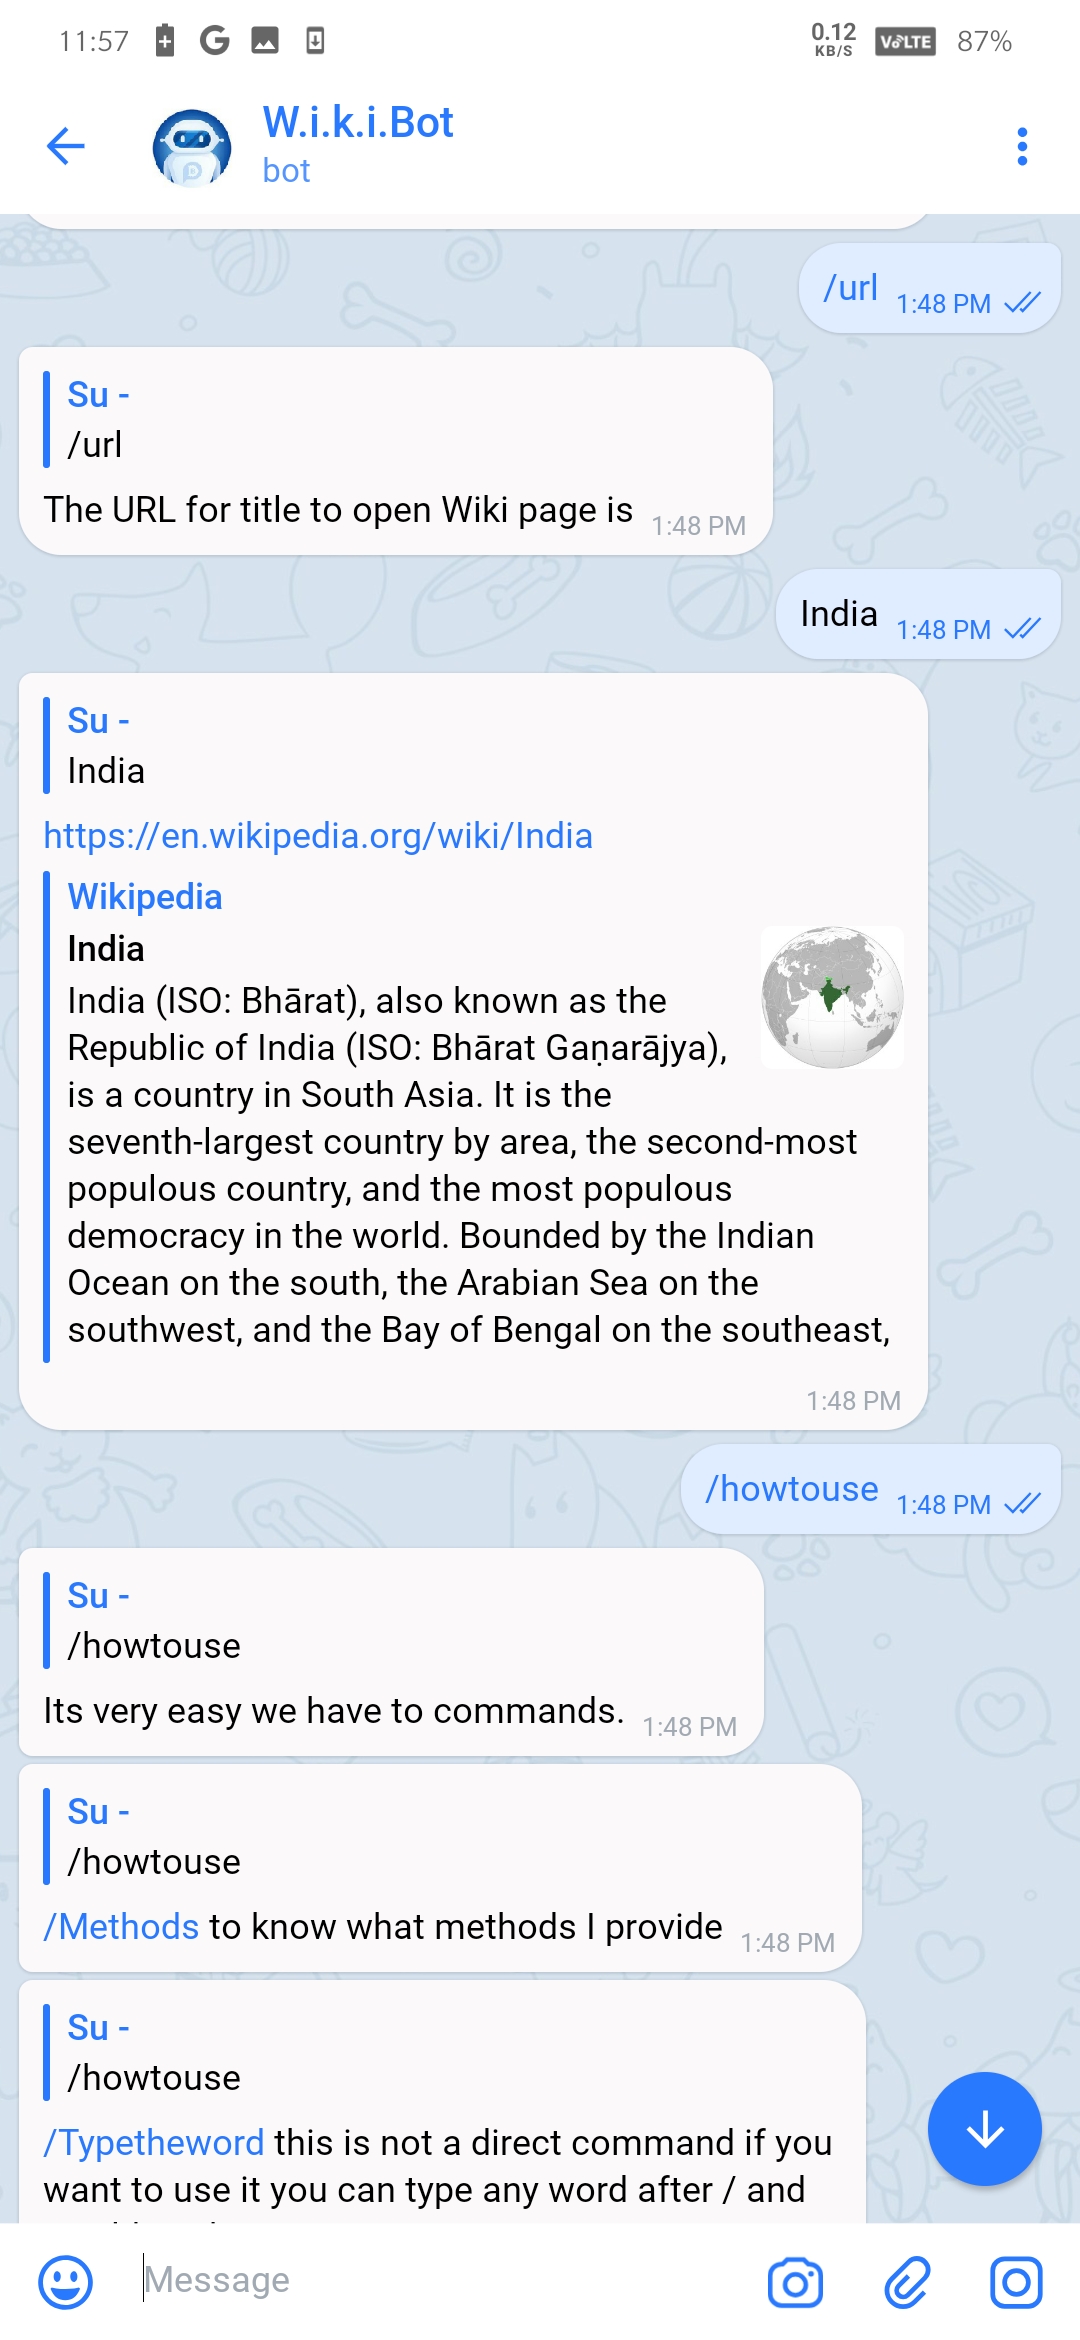 11:57
0.12
KB/S
VoLTE
87%
W.i.k.i.Bot
bot
/url 1:48 PM
Su -
/url
The URL for title to open Wiki page is 1:48 PM
India 1:48 PM
Su -
India
https://en.wikipedia.org/wiki/India
Wikipedia
India
India (ISO: Bhārat), also known as the
Republic of India (ISO: Bhārat Gaṇarājya),
is a country in South Asia. It is the
seventh-largest country by area, the second-most
populous country, and the most populous
democracy in the world. Bounded by the Indian
Ocean on the south, the Arabian Sea on the
southwest, and the Bay of Bengal on the southeast,
1:48 PM
/howtouse 1:48 PM
Su -
/howtouse
Its very easy we have to commands. 1:48 PM
Su -
/howtouse
/Methods to know what methods I provide 1:48 PM
Su -
/howtouse
/Typetheword this is not a direct command if you
want to use it you can type any word after / and
Message